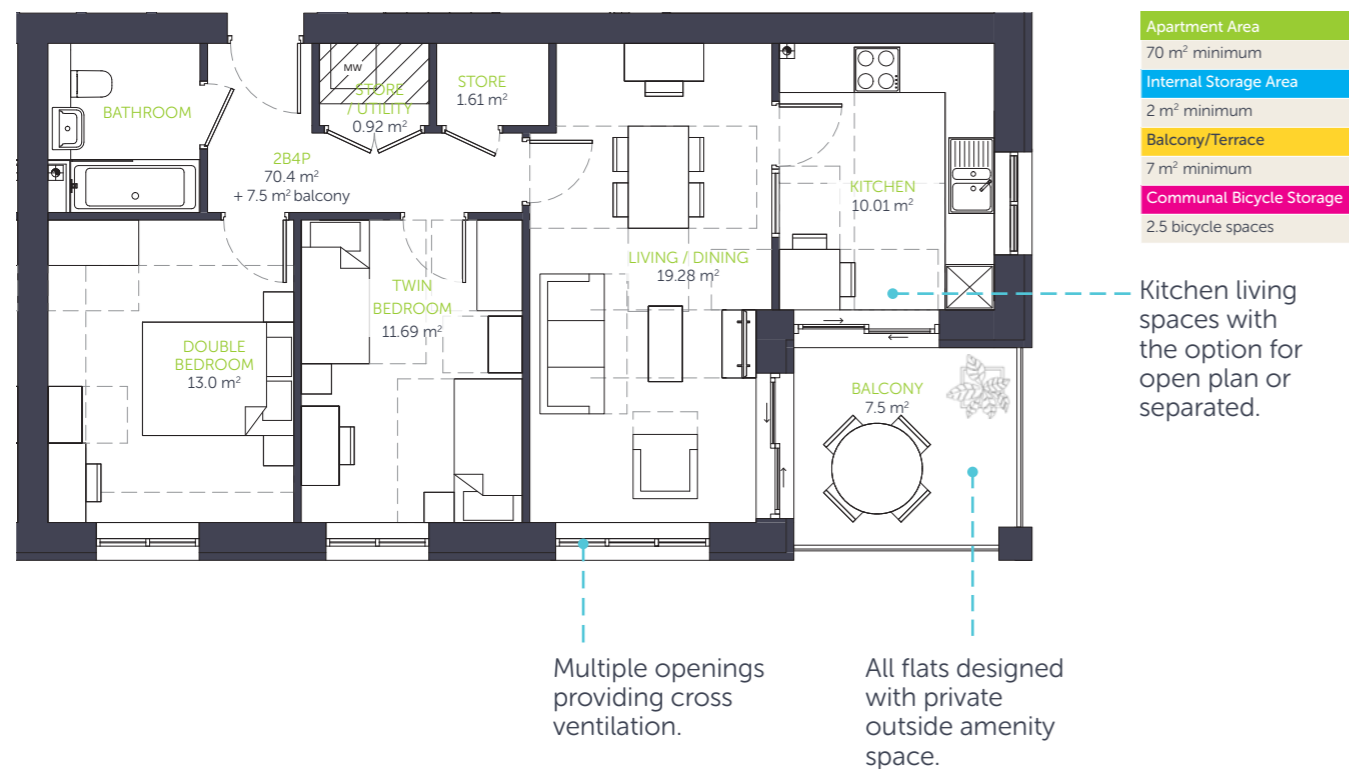 MW
STORE
/ UTILITY
0.92 m²
STORE
1.61 m²
BATHROOM
2B4P
70.4 m²
+ 7.5 m² balcony
KITCHEN
10.01 m²
LIVING / DINING
19.28 m²
TWIN
BEDROOM
11.69 m²
DOUBLE
BEDROOM
13.0 m²
BALCONY
7.5 m²
Apartment Area
70 m² minimum
Internal Storage Area
2 m² minimum
Balcony/Terrace
7 m² minimum
Communal Bicycle Storage
2.5 bicycle spaces
Kitchen living
spaces with
the option for
open plan or
separated.
Multiple openings
providing cross
ventilation.
All flats designed
with private
outside amenity
space.